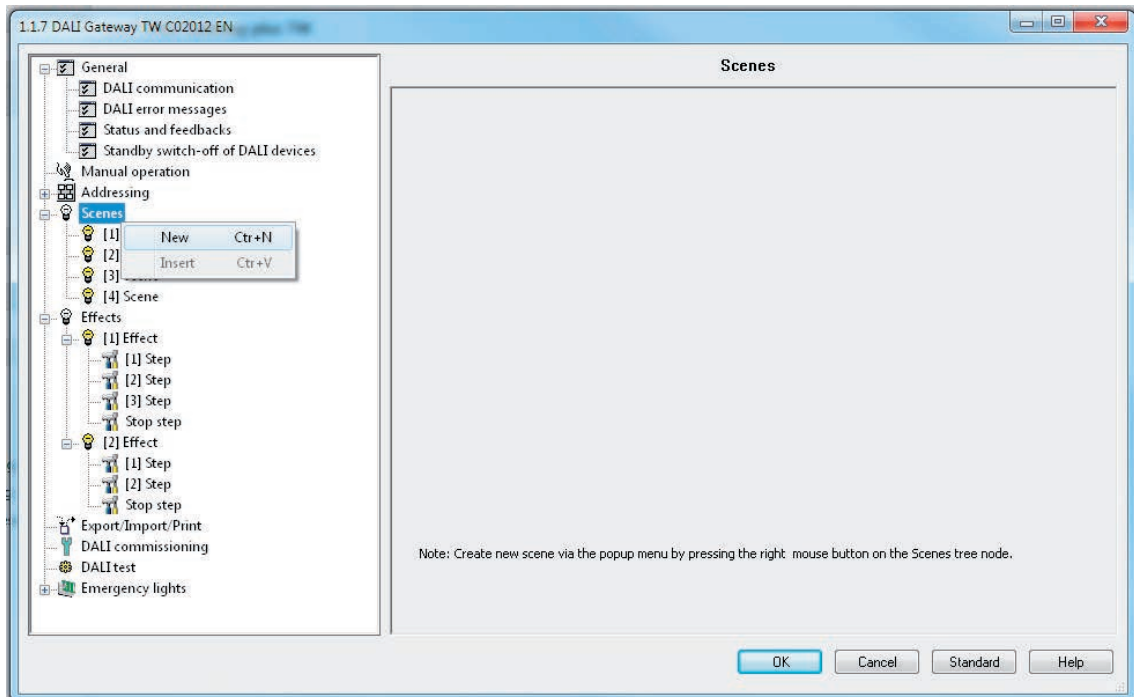 1.1.7 DALI Gateway TW C02012 EN
General
DALI communication
DALI error messages
Status and feedbacks
Standby switch-off of DALI devices
Manual operation
Addressing
Scenes
[1]
[2]
[3]
[4] Scene
New Ctr+N
Insert Ctr+V
Effects
[1] Effect
[1] Step
[2] Step
[3] Step
Stop step
[2] Effect
[1] Step
[2] Step
Stop step
Export/Import/Print
DALI commissioning
DALI test
Emergency lights
Scenes
Note: Create new scene via the popup menu by pressing the right mouse button on the Scenes tree node.
OK
Cancel
Standard
Help